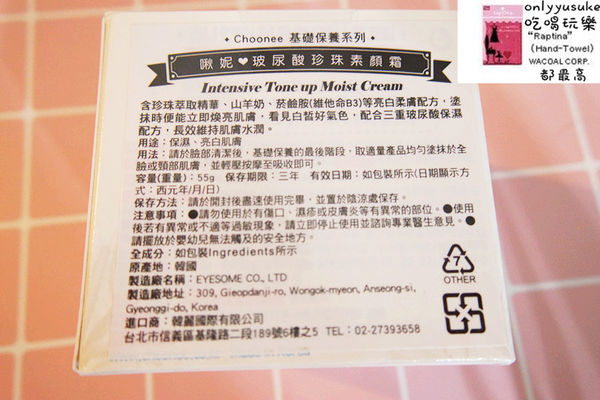 onlyyusuke
吃喝玩樂
"Raptina"
(Hand-Towel)
WACOAL CORP.
都最高
Choonee 基礎保養系列
啾妮♥玻尿酸珍珠素顏霜
Intensive Tone up Moist Cream
含珍珠萃取精華、山羊奶、菸鹼胺(維他命B3)等亮白柔膚配方，塗
抹時便能立即煥亮肌膚，看見白皙好氣色，配合三重玻尿酸保濕
配方，長效維持肌膚水潤。
用途：保濕、亮白肌膚
用法：請於臉部清潔後，基礎保養的最後階段，取適量產品均勻塗抹於全
臉或頸部肌膚，並輕壓按摩至吸收即可。
容量(重量)：55g 保存期限：三年 有效日期：如包裝所示(日期顯示方
式：西元年/月/日)
保存方法：請於開封後盡速使用完畢，並置於陰涼處保存。
注意事項：●請勿使用於有傷口、濕疹或皮膚炎等有異常的部位。●使用
後若有異常或不適等過敏現象，請立即停止使用並諮詢專業醫生意見。●
請擺放於嬰幼兒無法觸及的安全地方。
全成分：如包裝Ingredients所示
原產地：韓國
製造廠名稱：EYESOME CO., LTD
製造廠地址：309, Gieopdanji-ro, Wongok-myeon, Anseong-si,
Gyeonggi-do, Korea
進口商：韓麗國際有限公司
台北市信義區基隆路二段189號6樓之5 TEL：02-27393658
7
OTHER